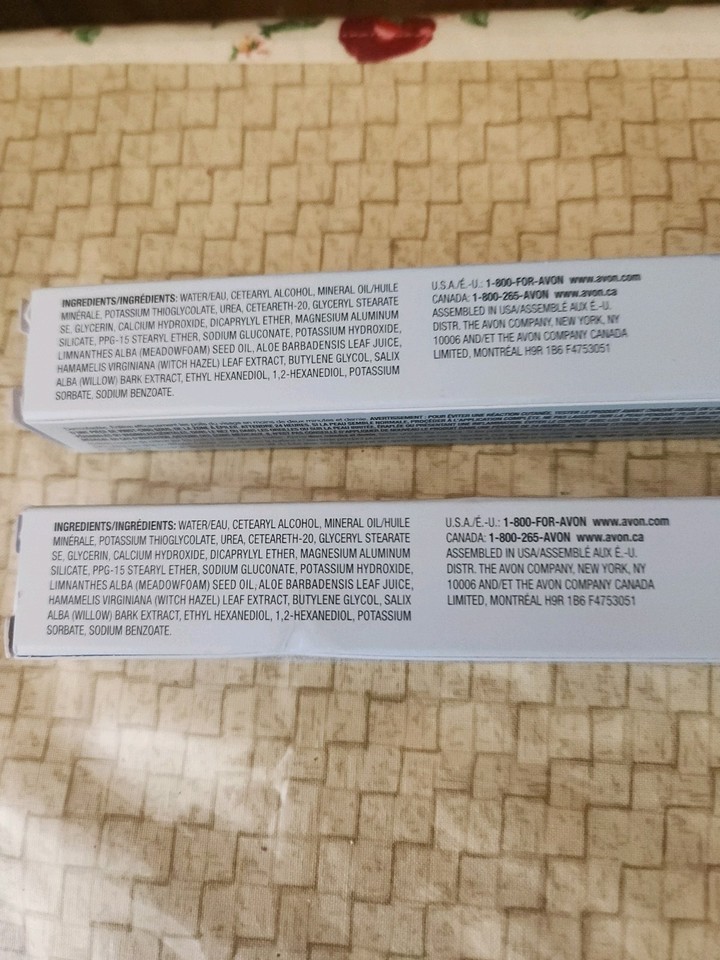 INGREDIENTS/INGRÉDIENTS: WATER/EAU, CETEARYL ALCOHOL, MINERAL OIL/HUILE
MINÉRALE, POTASSIUM THIOGLYCOLATE, UREA, CETEARETH-20, GLYCERYL STEARATE
SE, GLYCERIN, CALCIUM HYDROXIDE, DICAPRYLYL ETHER, MAGNESIUM ALUMINUM
SILICATE, PPG-15 STEARYL ETHER, SODIUM GLUCONATE, POTASSIUM HYDROXIDE,
LIMNANTHES ALBA (MEADOWFOAM) SEED OIL, ALOE BARBADENSIS LEAF JUICE,
HAMAMELIS VIRGINIANA (WITCH HAZEL) LEAF EXTRACT, BUTYLENE GLYCOL, SALIX
ALBA (WILLOW) BARK EXTRACT, ETHYL HEXANEDIOL, 1,2-HEXANEDIOL, POTASSIUM
SORBATE, SODIUM BENZOATE.
U.S.A./É.-U.: 1-800-FOR-AVON www.avon.com
CANADA: 1-800-265-AVON www.avon.ca
ASSEMBLED IN USA/ASSEMBLÉ AUX É.-U.
DISTR. THE AVON COMPANY, NEW YORK, NY
10006 AND/ET THE AVON COMPANY CANADA
LIMITED, MONTRÉAL H9R 1B6 F4753051
INGREDIENTS/INGRÉDIENTS: WATER/EAU, CETEARYL ALCOHOL, MINERAL OIL/HUILE
MINÉRALE, POTASSIUM THIOGLYCOLATE, UREA, CETEARETH-20, GLYCERYL STEARATE
SE, GLYCERIN, CALCIUM HYDROXIDE, DICAPRYLYL ETHER, MAGNESIUM ALUMINUM
SILICATE, PPG-15 STEARYL ETHER, SODIUM GLUCONATE, POTASSIUM HYDROXIDE,
LIMNANTHES ALBA (MEADOWFOAM) SEED OIL, ALOE BARBADENSIS LEAF JUICE,
HAMAMELIS VIRGINIANA (WITCH HAZEL) LEAF EXTRACT, BUTYLENE GLYCOL, SALIX
ALBA (WILLOW) BARK EXTRACT, ETHYL HEXANEDIOL, 1,2-HEXANEDIOL, POTASSIUM
SORBATE, SODIUM BENZOATE.
U.S.A./É.-U.: 1-800-FOR-AVON www.avon.com
CANADA: 1-800-265-AVON www.avon.ca
ASSEMBLED IN USA/ASSEMBLÉ AUX É.-U.
DISTR. THE AVON COMPANY, NEW YORK, NY
10006 AND/ET THE AVON COMPANY CANADA
LIMITED, MONTRÉAL H9R 1B6 F4753051